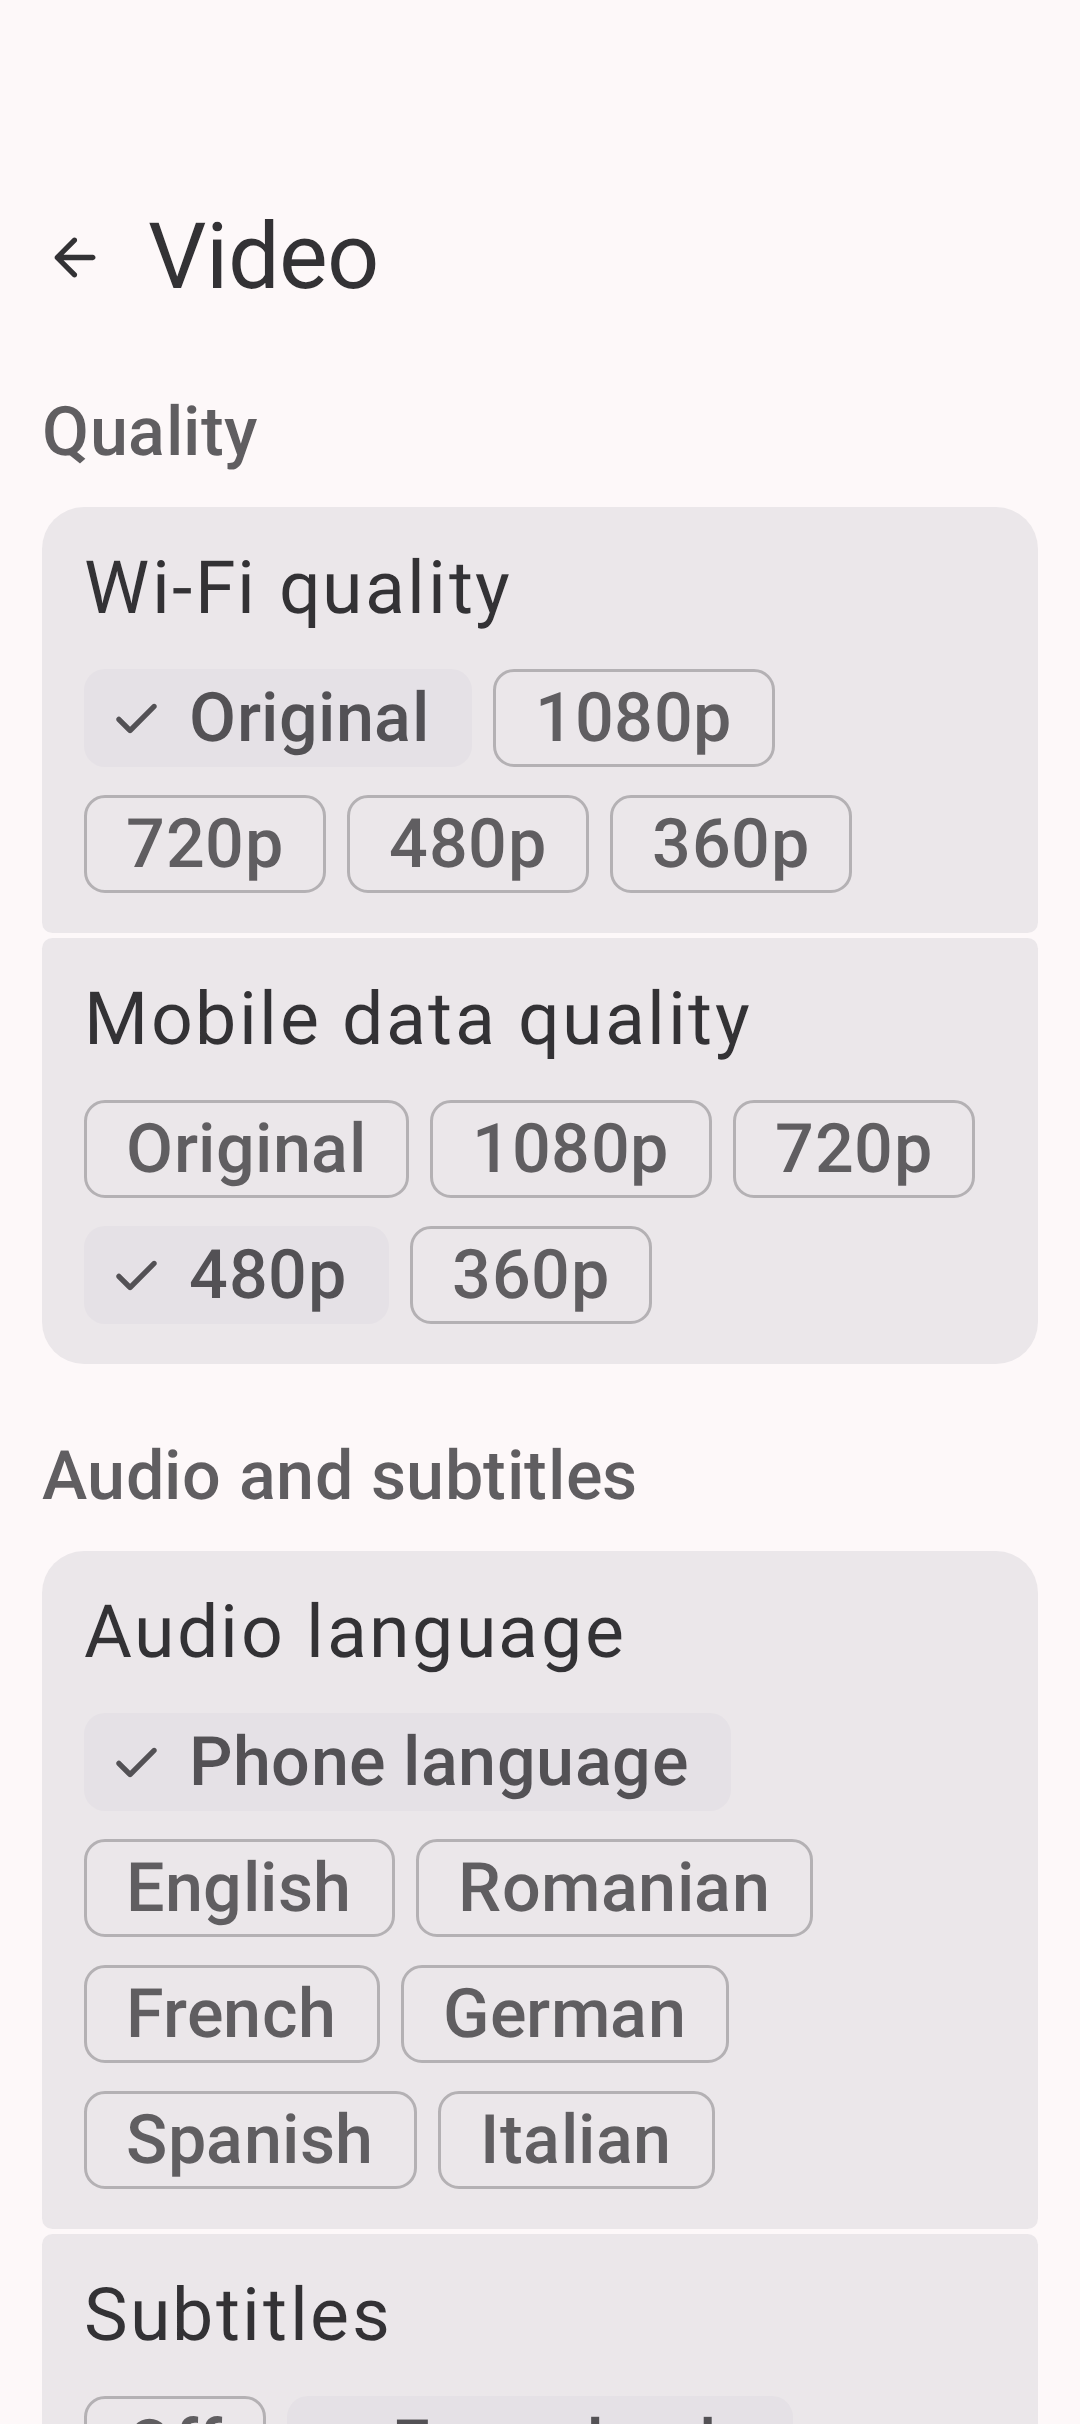 Video
Quality
Wi-Fi quality
Original 1080p
720p 480p 360p
Mobile data quality
Original 1080p 720p
480p 360p
Audio and subtitles
Audio language
Phone language
English Romanian
French German
Spanish Italian
Subtitles
Off